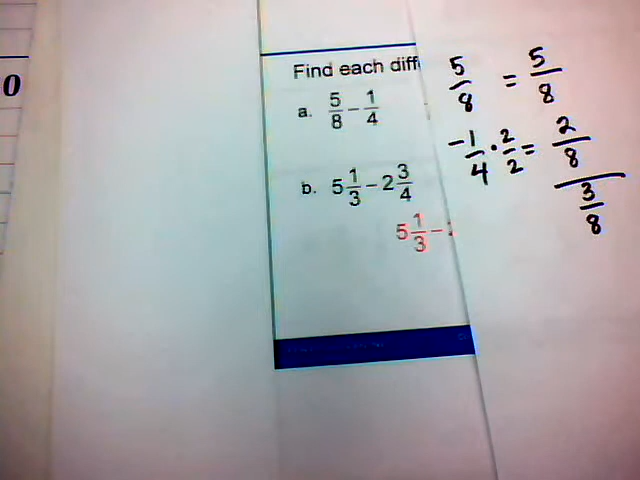 0
Find each diff
a. 5/8 − 1/4
b. 5 1/3 − 2 3/4
5 1/3 −
5/8 = 5/8
−1/4 · 2/2 = 2/8
3/8